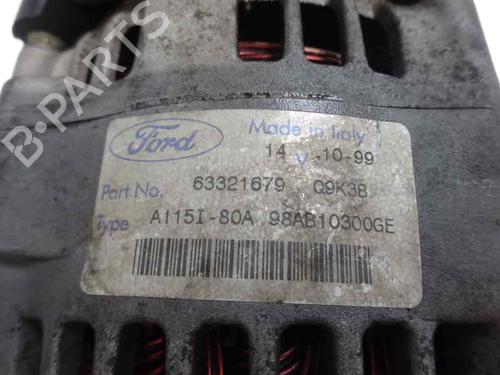 Ford Made in Italy
14 V .10-99
Part No. 63321679 Q9K3B
Type A115I-80A 98AB10300GE
B-PARTS